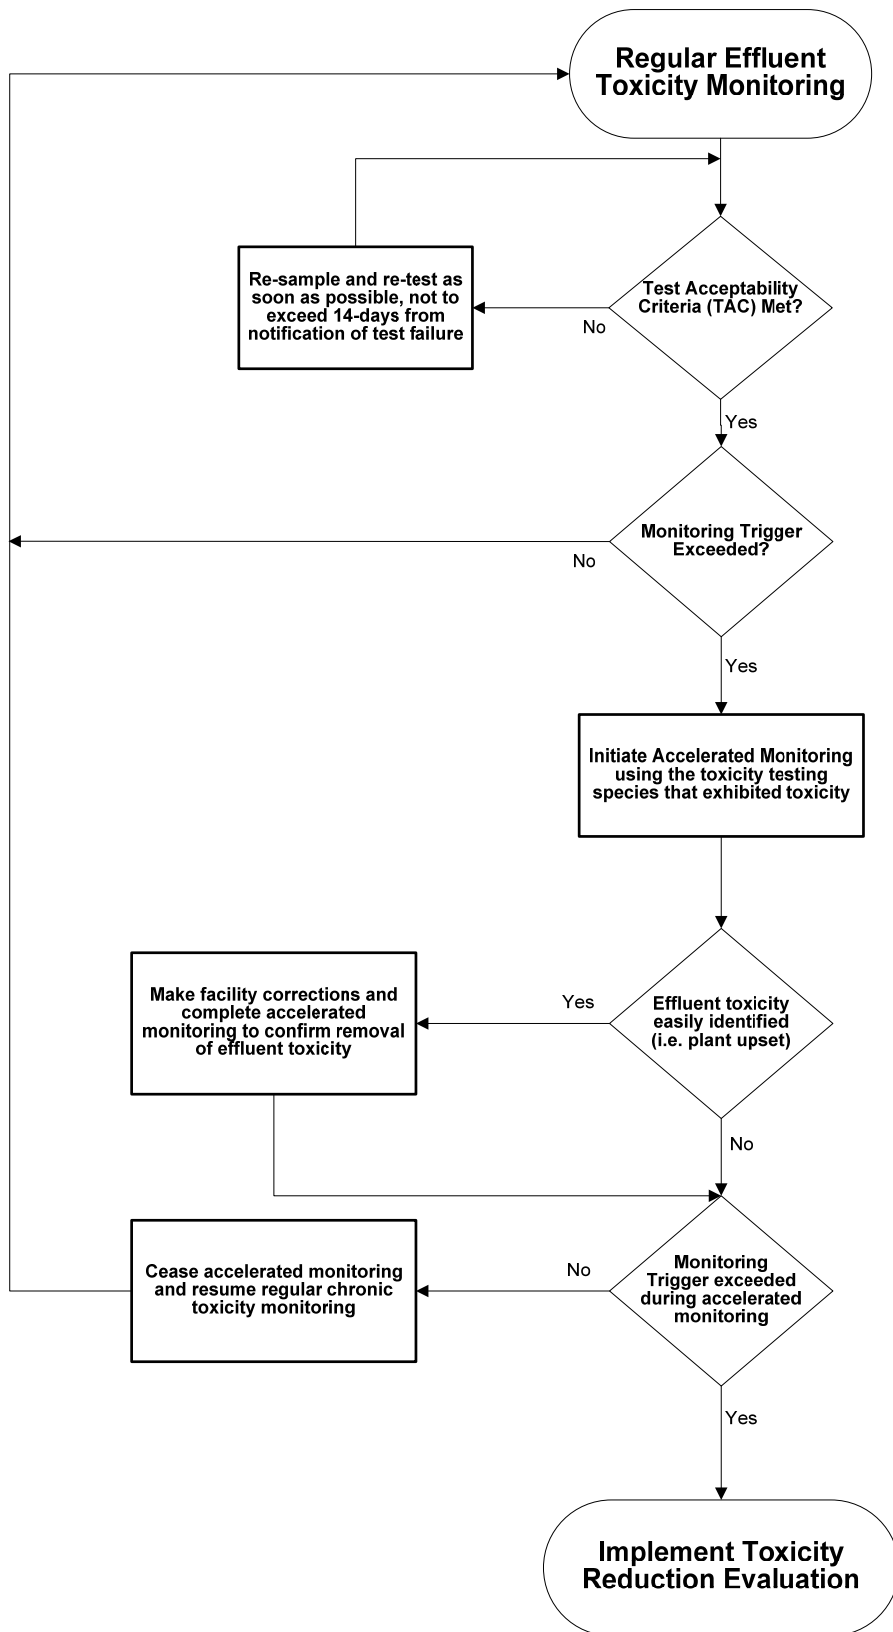 Regular Effluent
Toxicity Monitoring
Re-sample and re-test as
soon as possible, not to
exceed 14-days from
notification of test failure
Test Acceptability
Criteria (TAC) Met?
No
Yes
Monitoring Trigger
Exceeded?
No
Yes
Initiate Accelerated Monitoring
using the toxicity testing
species that exhibited toxicity
Make facility corrections and
complete accelerated
monitoring to confirm removal
of effluent toxicity
Yes
Effluent toxicity
easily identified
(i.e. plant upset)
No
Cease accelerated monitoring
and resume regular chronic
toxicity monitoring
No
Monitoring
Trigger exceeded
during accelerated
monitoring
Yes
Implement Toxicity
Reduction Evaluation